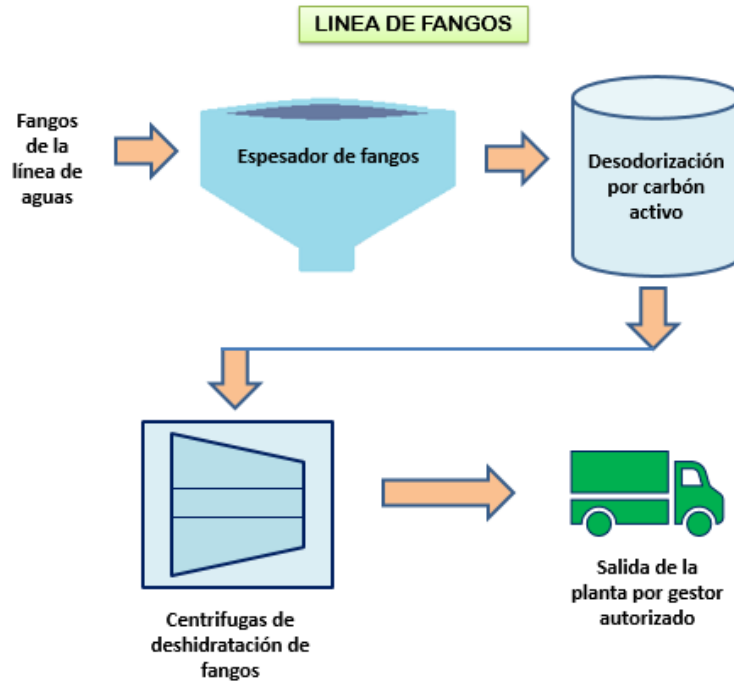 LINEA DE FANGOS
Fangos
de la
línea de
aguas
Espesador de fangos
Desodorización
por carbón
activo
Centrifugas de
deshidratación de
fangos
Salida de la
planta por gestor
autorizado